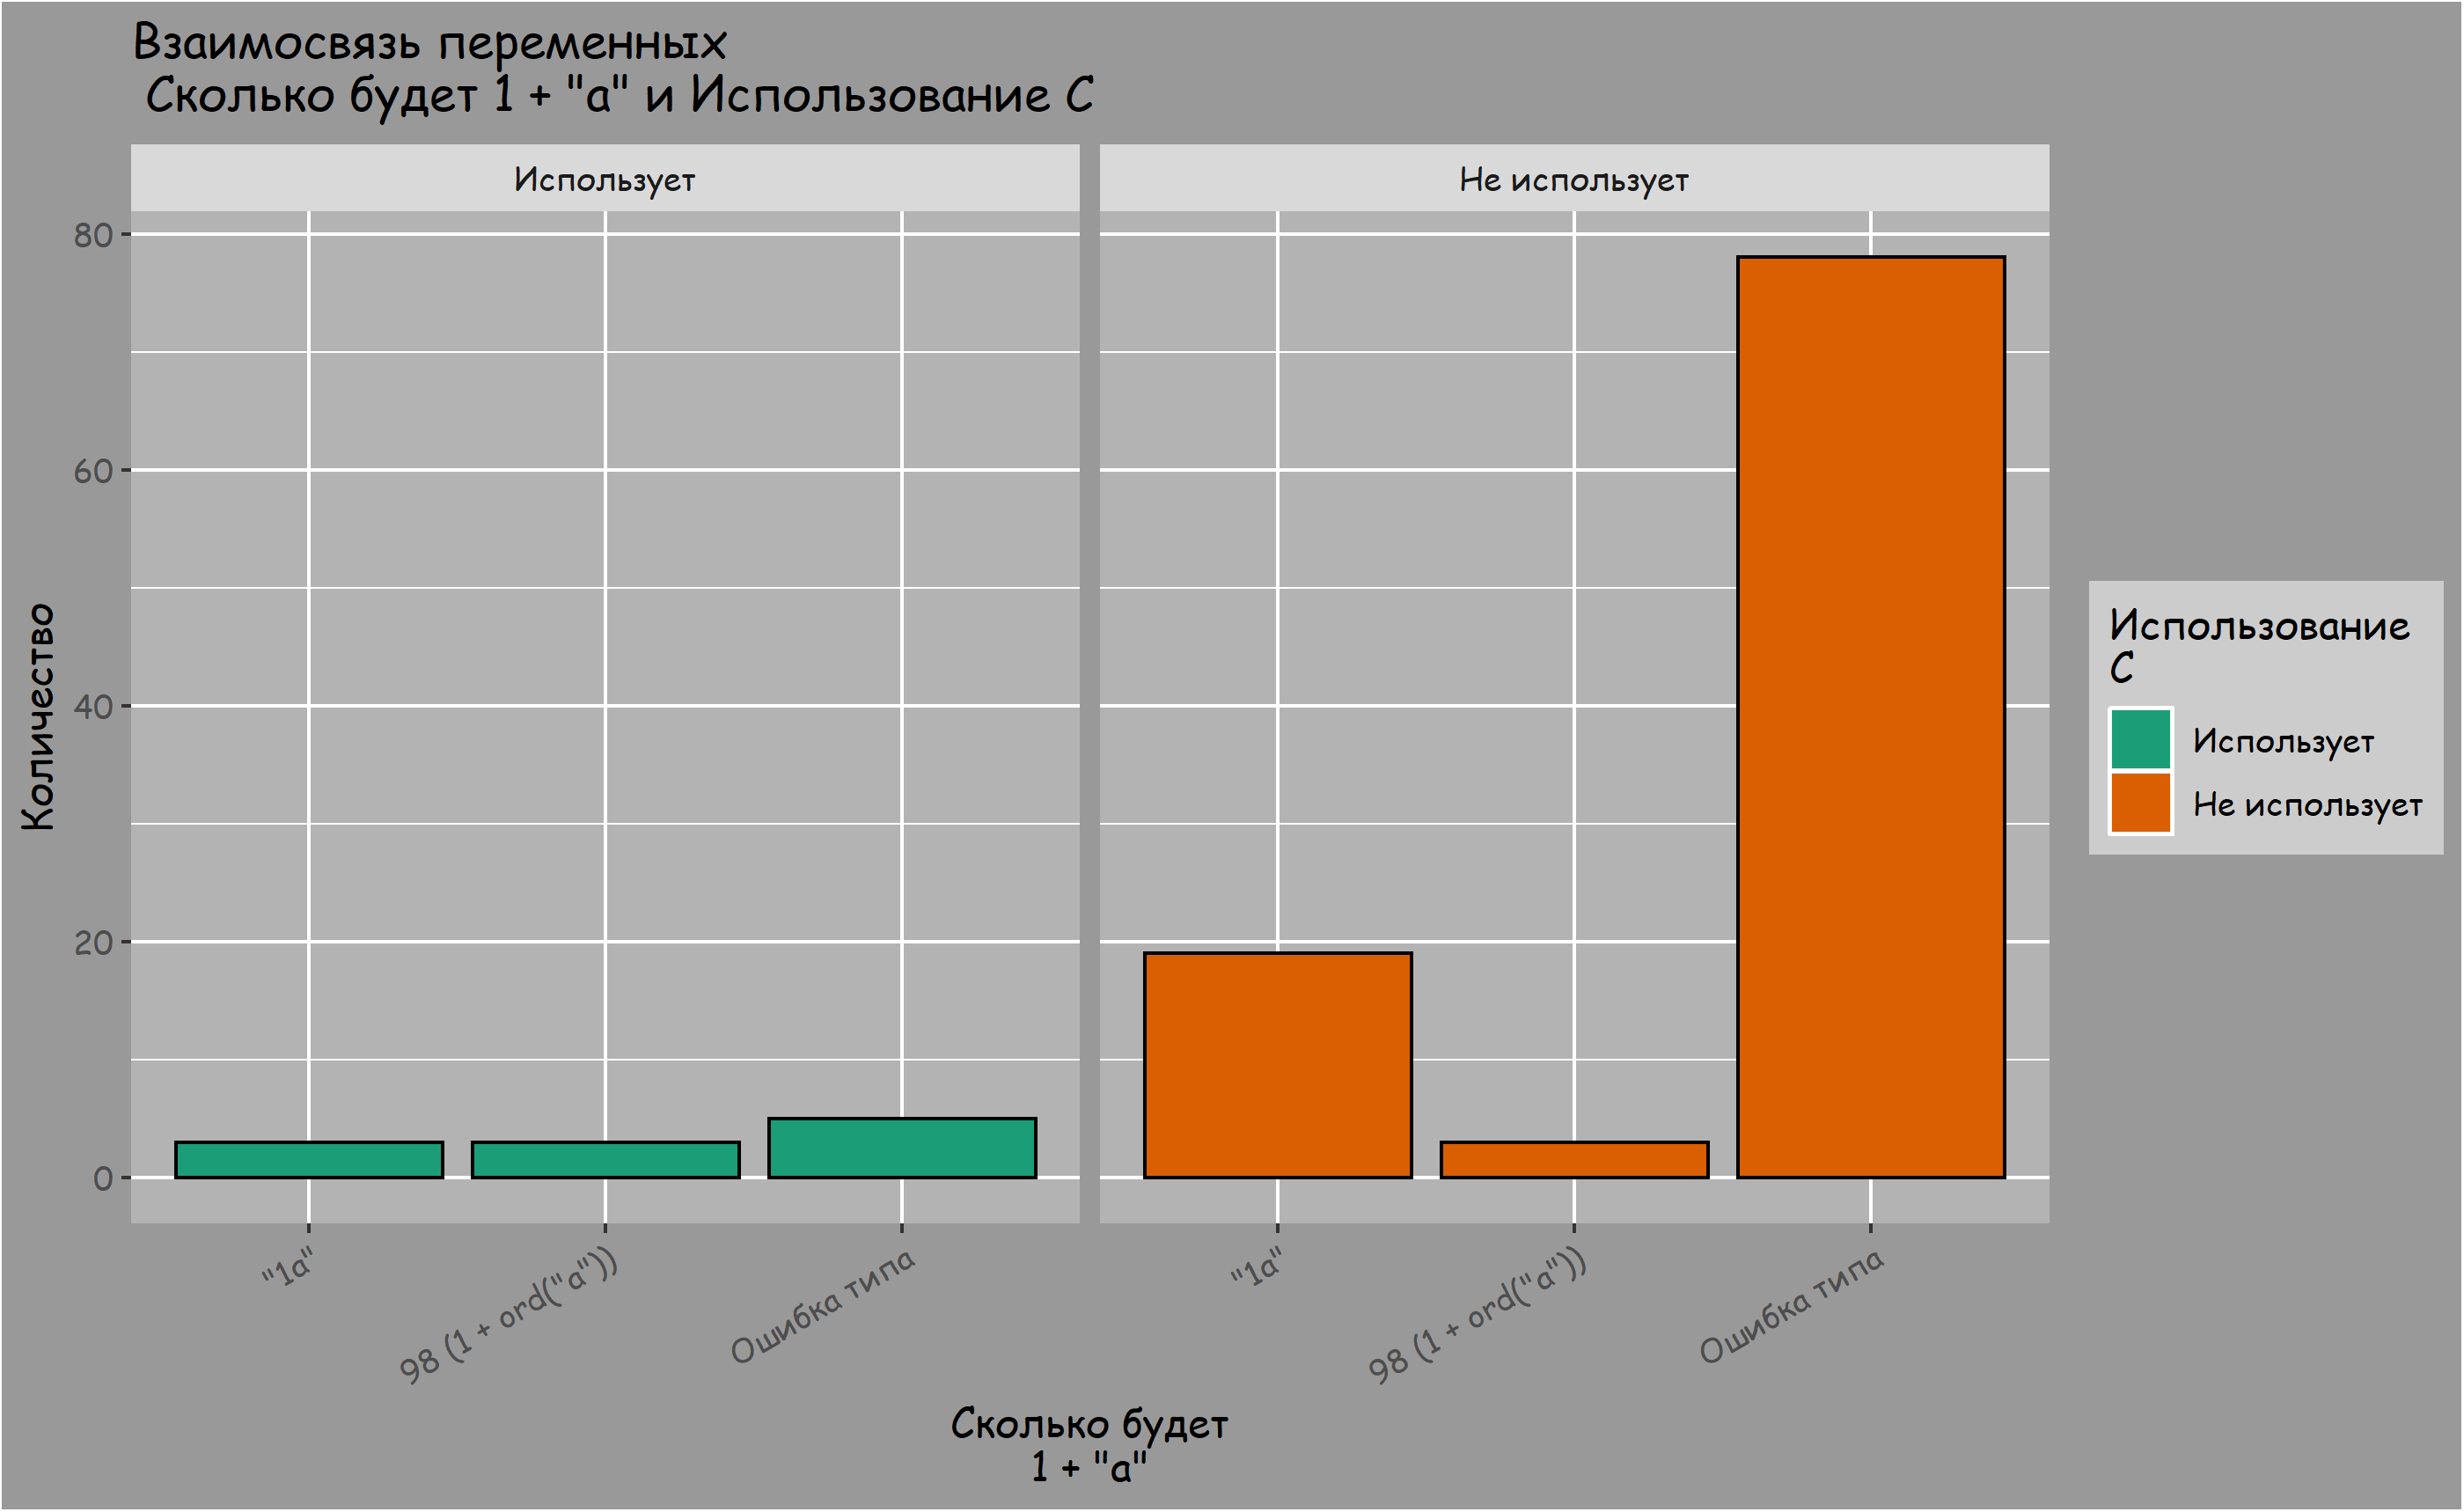 Взаимосвязь переменных
Сколько будет 1 + "a" и Использование C
Использует
Не использует
80
60
40
20
0
Количество
"1a"
98 (1 + ord("a"))
Ошибка типа
"1a"
98 (1 + ord("a"))
Ошибка типа
Сколько будет
1 + "a"
Использование
C
Использует
Не использует